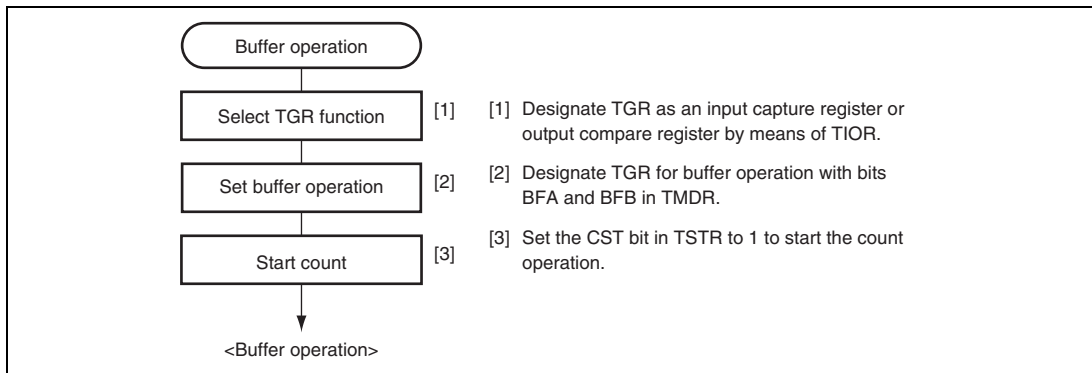 Buffer operation
Select TGR function [1]
Set buffer operation [2]
Start count [3]
<Buffer operation>
[1] Designate TGR as an input capture register or
output compare register by means of TIOR.
[2] Designate TGR for buffer operation with bits
BFA and BFB in TMDR.
[3] Set the CST bit in TSTR to 1 to start the count
operation.